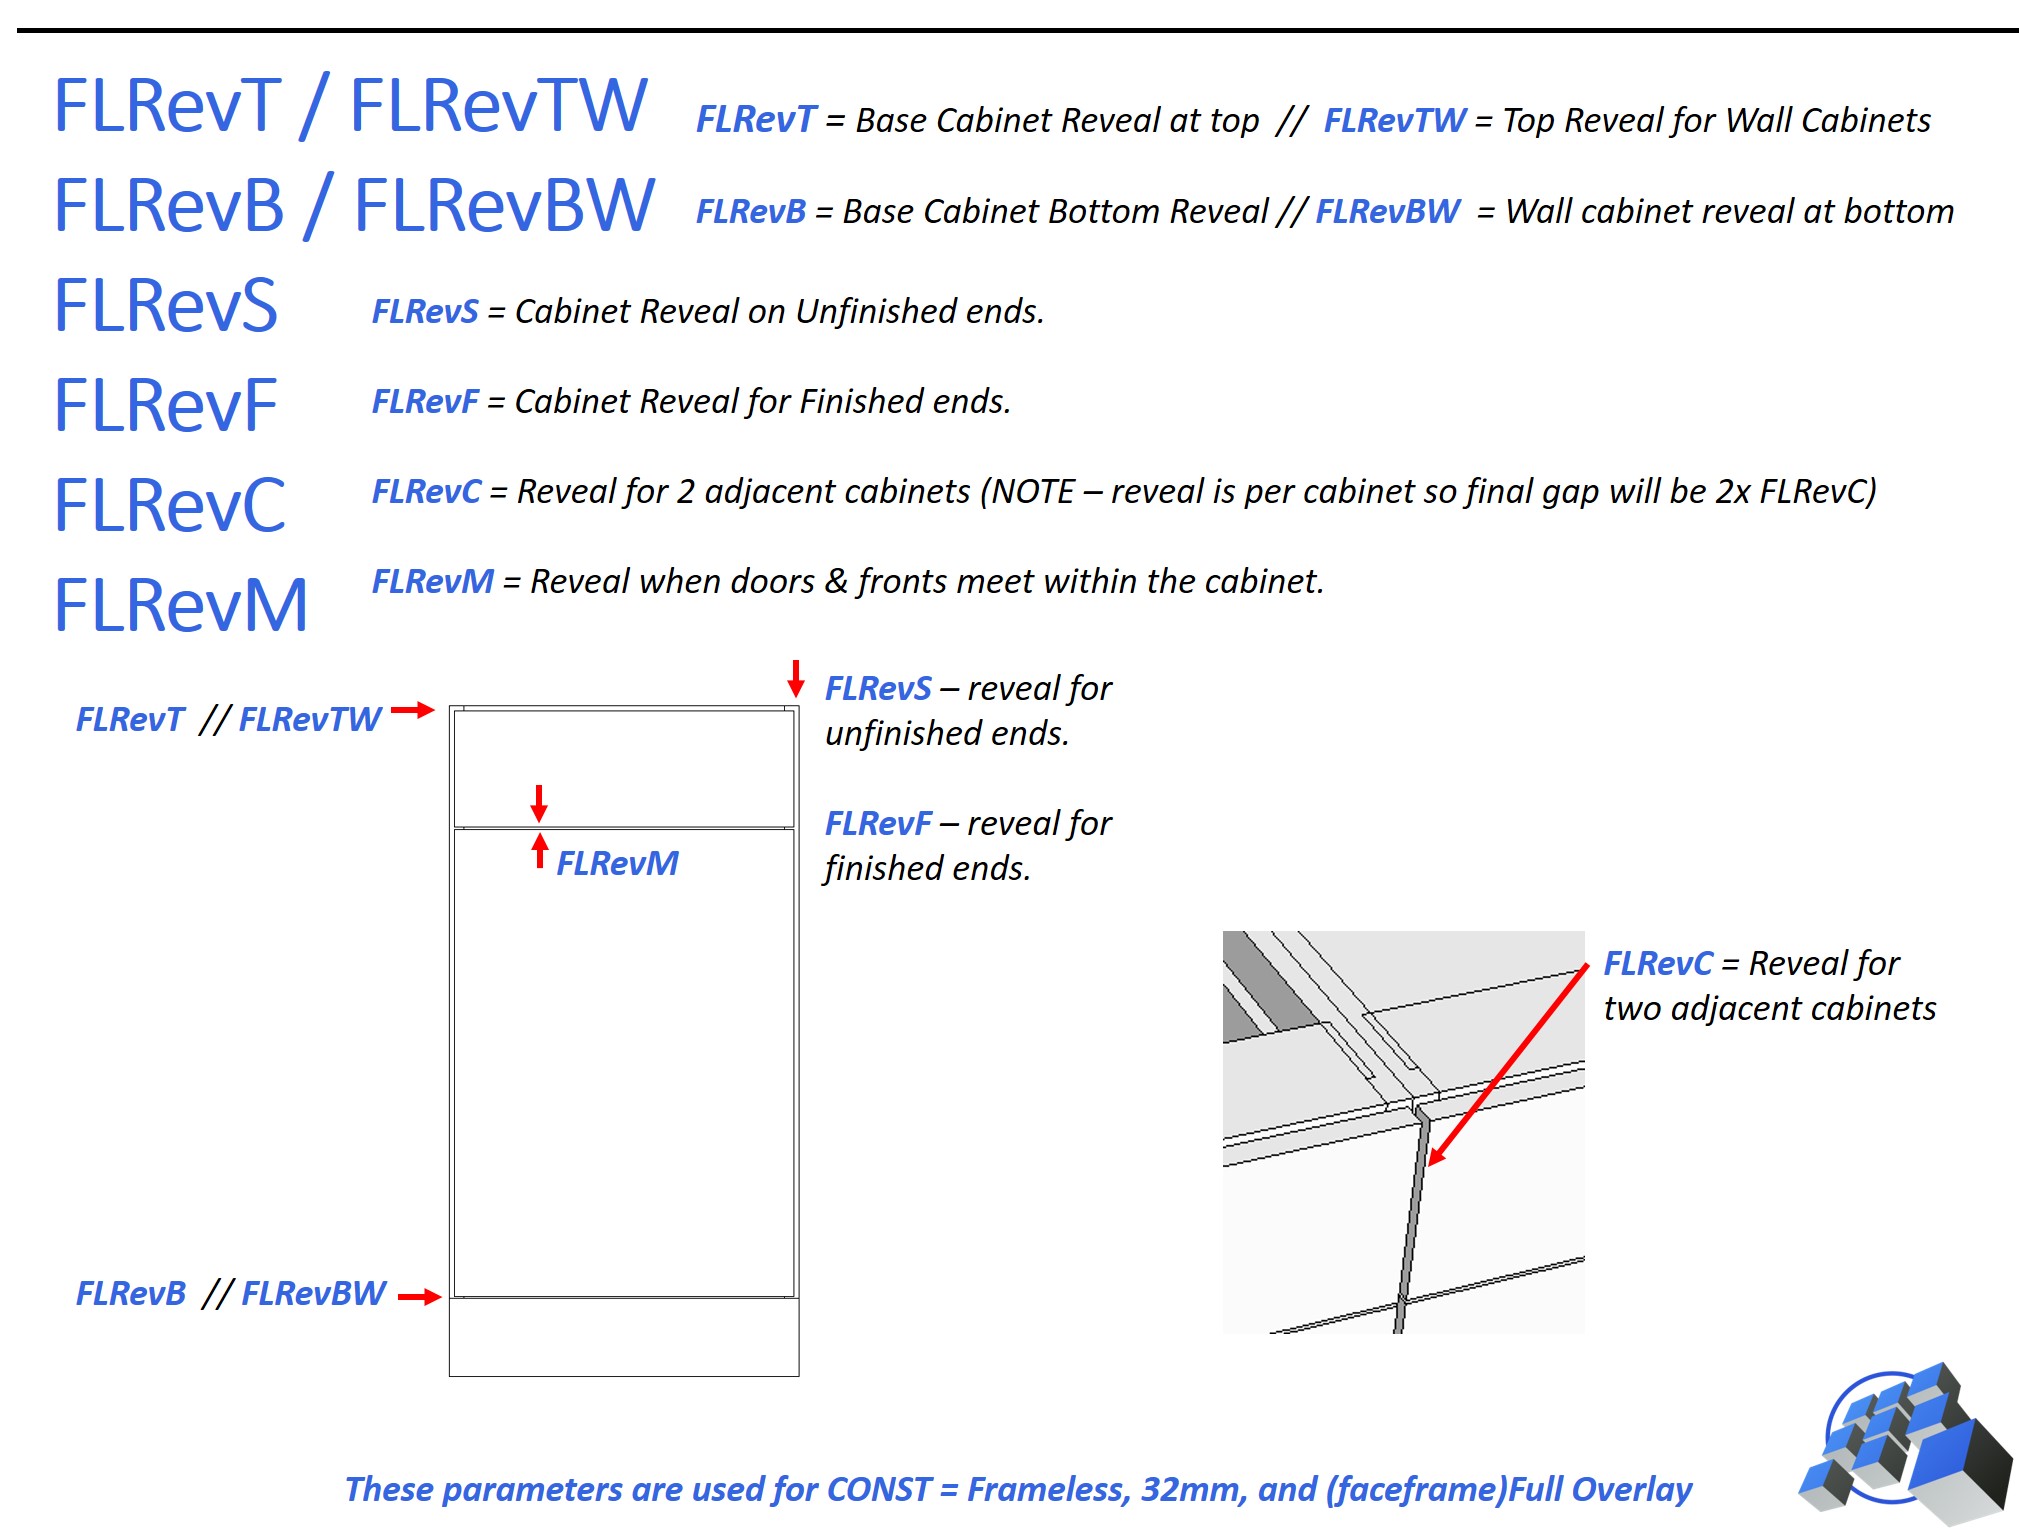 FLRevT / FLRevTW
FLRevT = Base Cabinet Reveal at top // FLRevTW = Top Reveal for Wall Cabinets
FLRevB / FLRevBW
FLRevB = Base Cabinet Bottom Reveal // FLRevBW = Wall cabinet reveal at bottom
FLRevS
FLRevS = Cabinet Reveal on Unfinished ends.
FLRevF
FLRevF = Cabinet Reveal for Finished ends.
FLRevC
FLRevC = Reveal for 2 adjacent cabinets (NOTE – reveal is per cabinet so final gap will be 2x FLRevC)
FLRevM
FLRevM = Reveal when doors & fronts meet within the cabinet.
FLRevT // FLRevTW
FLRevS – reveal for
unfinished ends.
FLRevF – reveal for
finished ends.
FLRevM
FLRevC = Reveal for
two adjacent cabinets
FLRevB // FLRevBW
These parameters are used for CONST = Frameless, 32mm, and (faceframe)Full Overlay